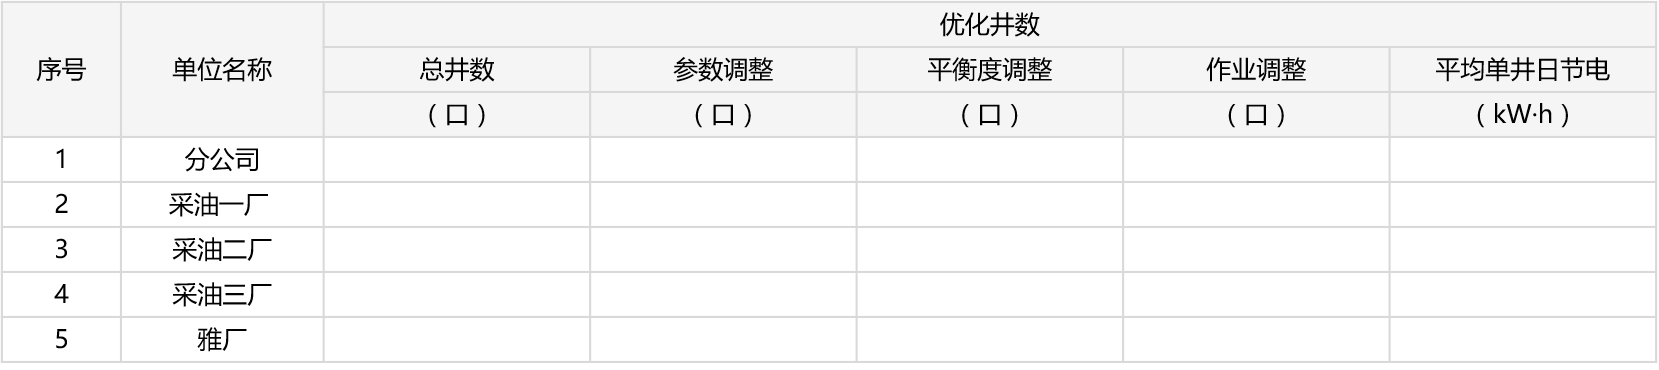 序号 单位名称 优化井数
总井数 参数调整 平衡度调整 作业调整 平均单井日节电
（口） （口） （口） （口） （kW·h）
1 分公司
2 采油一厂
3 采油二厂
4 采油三厂
5 雅厂